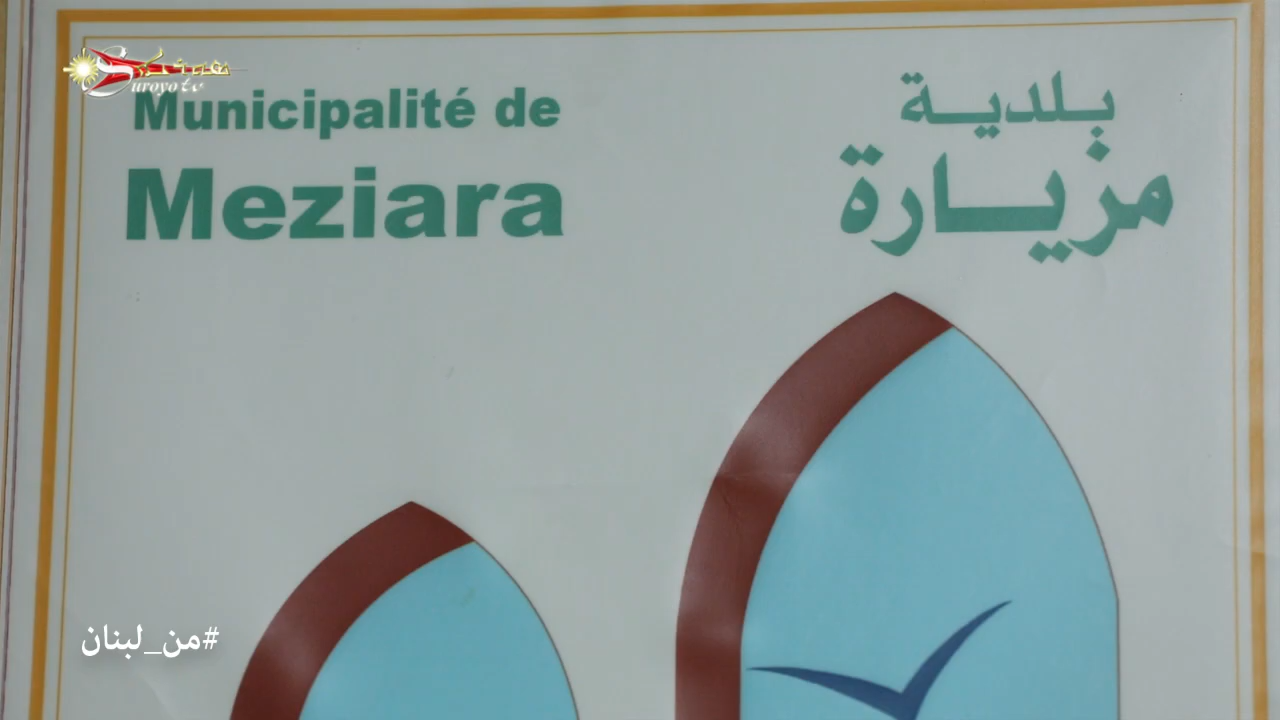 Suroyo tv
Municipalité de
Meziara
بلدية
مزيارة
#من_لبنان